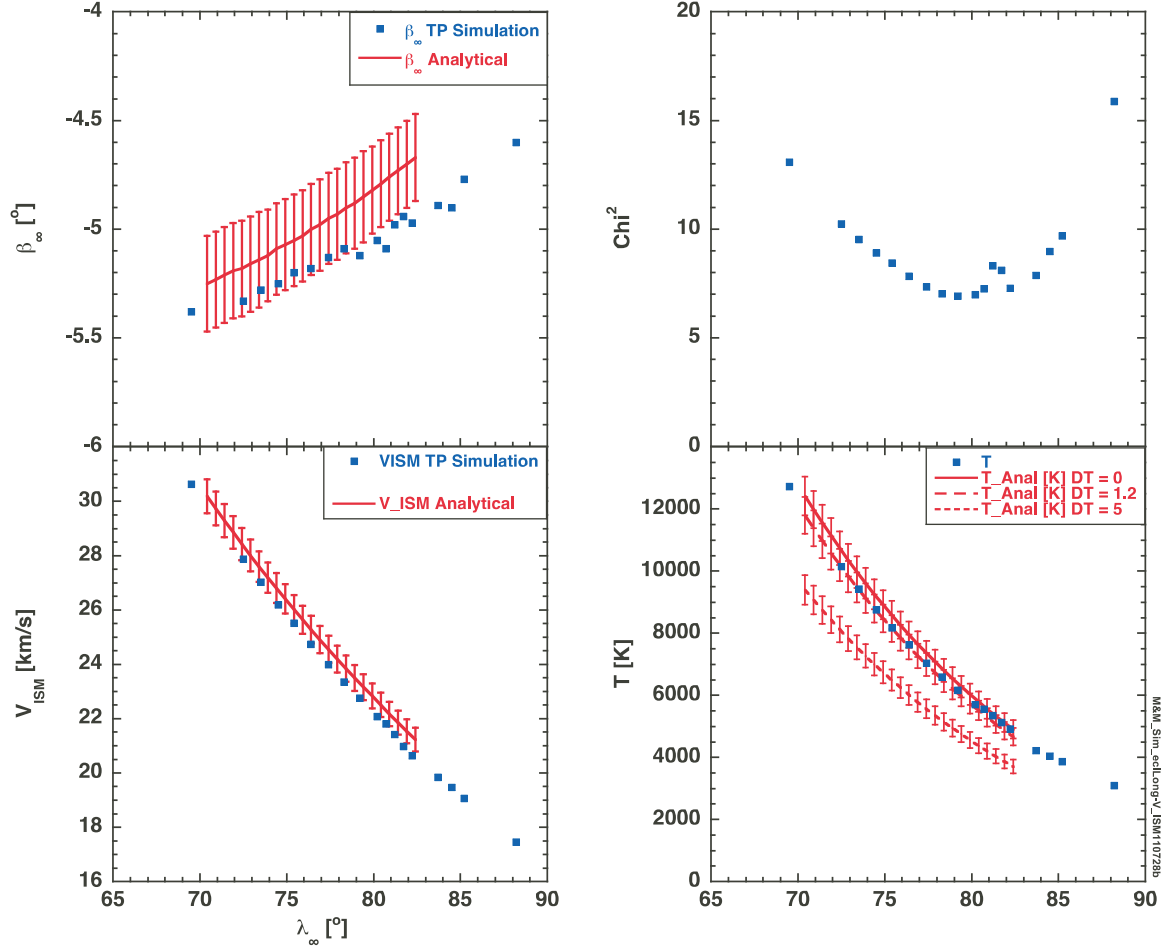 -4
-4.5
-5
-5.5
-6
β∞ [º]
β∞ TP Simulation
β∞ Analytical
20
15
10
5
0
Chi²
30
28
26
24
22
20
18
16
V_ISM [km/s]
VISM TP Simulation
V_ISM Analytical
65 70 75 80 85 90
λ∞ [º]
12000
10000
8000
6000
4000
2000
0
T [K]
T
T_Anal [K] DT = 0
T_Anal [K] DT = 1.2
T_Anal [K] DT = 5
65 70 75 80 85 90
M&M_Sim_eclLong-V_ISM110728b